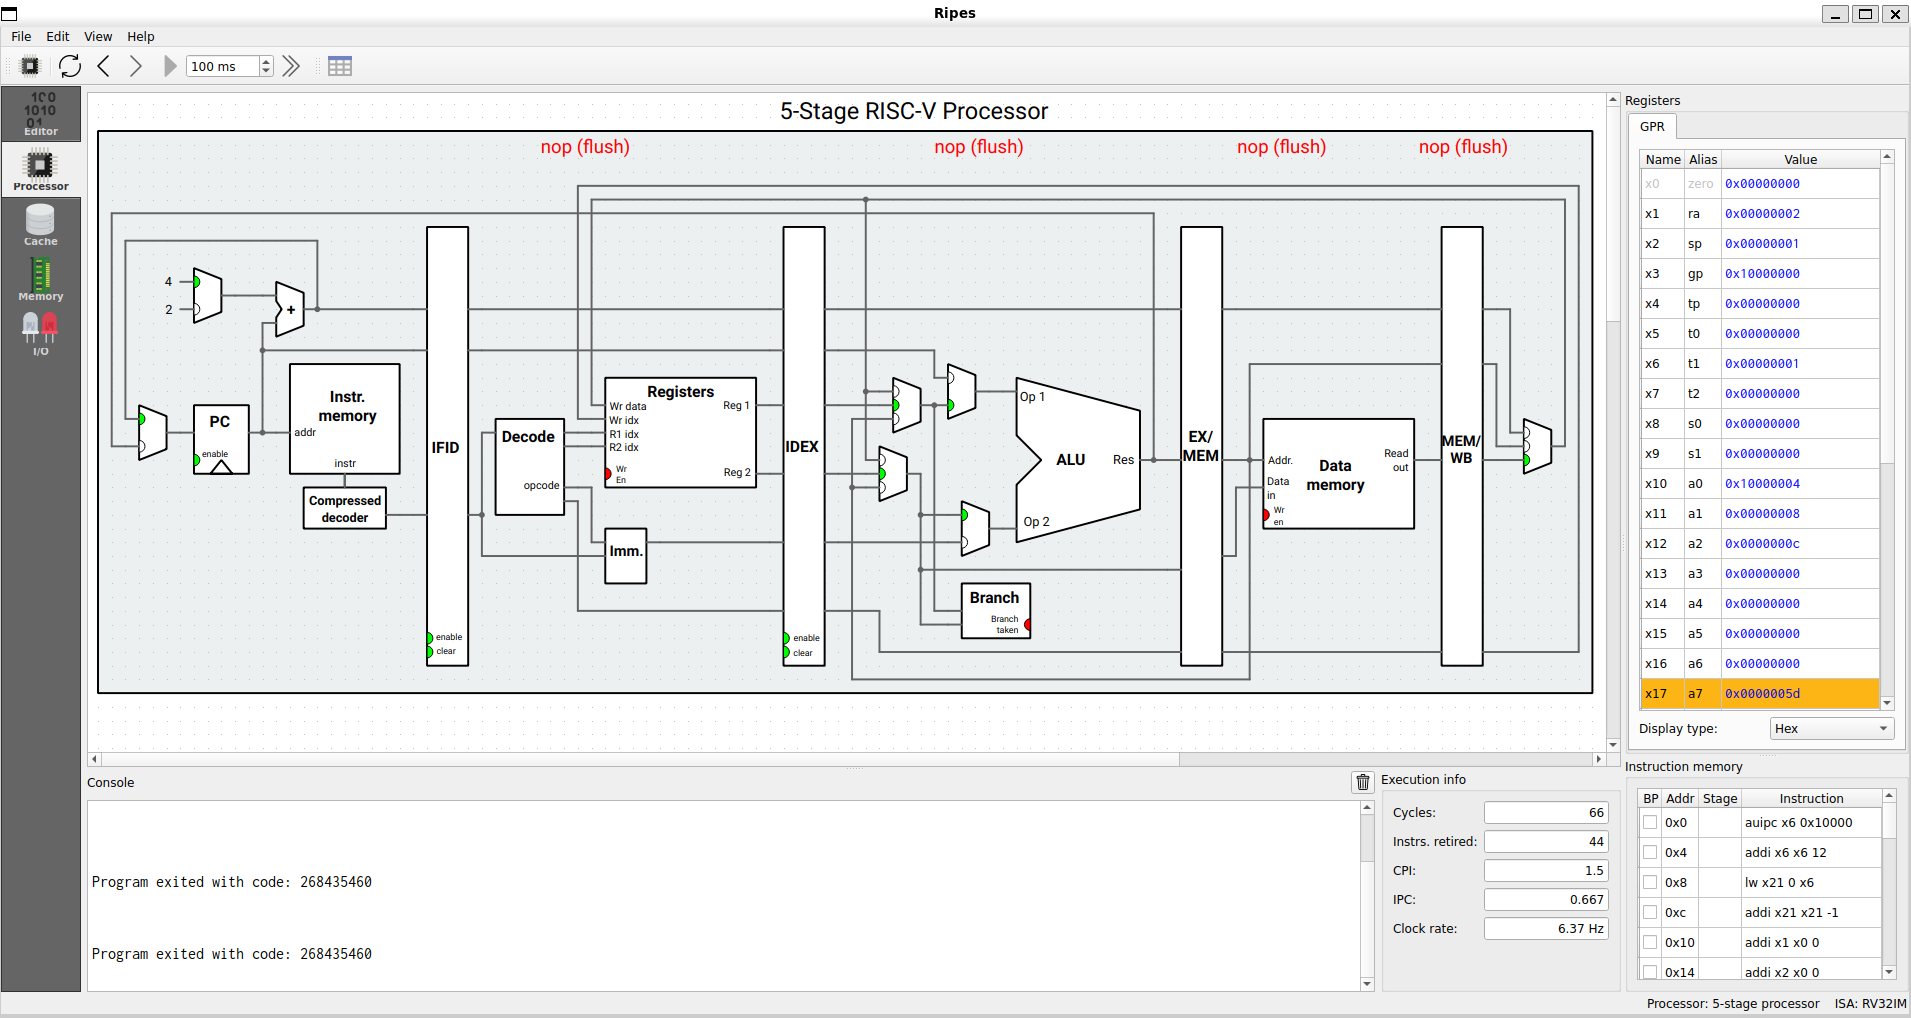 Ripes
File Edit View Help
100 ms
Editor
Processor
Cache
Memory
I/O
5-Stage RISC-V Processor
nop (flush) nop (flush) nop (flush) nop (flush)
4
2
+
PC
enable
Instr.
memory
addr
instr
Compressed
decoder
IFID
enable
clear
Decode
opcode
Registers
Wr data
Wr idx
R1 idx
R2 idx
Wr
En
Reg 1
Reg 2
Imm.
IDEX
enable
clear
Op 1
ALU
Res
Op 2
Branch
Branch
taken
EX/
MEM
Addr.
Data
in
Wr
en
Data
memory
Read
out
MEM/
WB
Console
Program exited with code: 268435460
Program exited with code: 268435460
Execution info
Cycles: 66
Instrs. retired: 44
CPI: 1.5
IPC: 0.667
Clock rate: 6.37 Hz
Registers
GPR
Name Alias Value
x0 zero 0x00000000
x1 ra 0x00000002
x2 sp 0x00000001
x3 gp 0x10000000
x4 tp 0x00000000
x5 t0 0x00000000
x6 t1 0x00000001
x7 t2 0x00000000
x8 s0 0x00000000
x9 s1 0x00000000
x10 a0 0x10000004
x11 a1 0x00000008
x12 a2 0x0000000c
x13 a3 0x00000000
x14 a4 0x00000000
x15 a5 0x00000000
x16 a6 0x00000000
x17 a7 0x0000005d
Display type: Hex
Instruction memory
BP Addr Stage Instruction
0x0 auipc x6 0x10000
0x4 addi x6 x6 12
0x8 lw x21 0 x6
0xc addi x21 x21 -1
0x10 addi x1 x0 0
0x14 addi x2 x0 0
Processor: 5-stage processor ISA: RV32IM